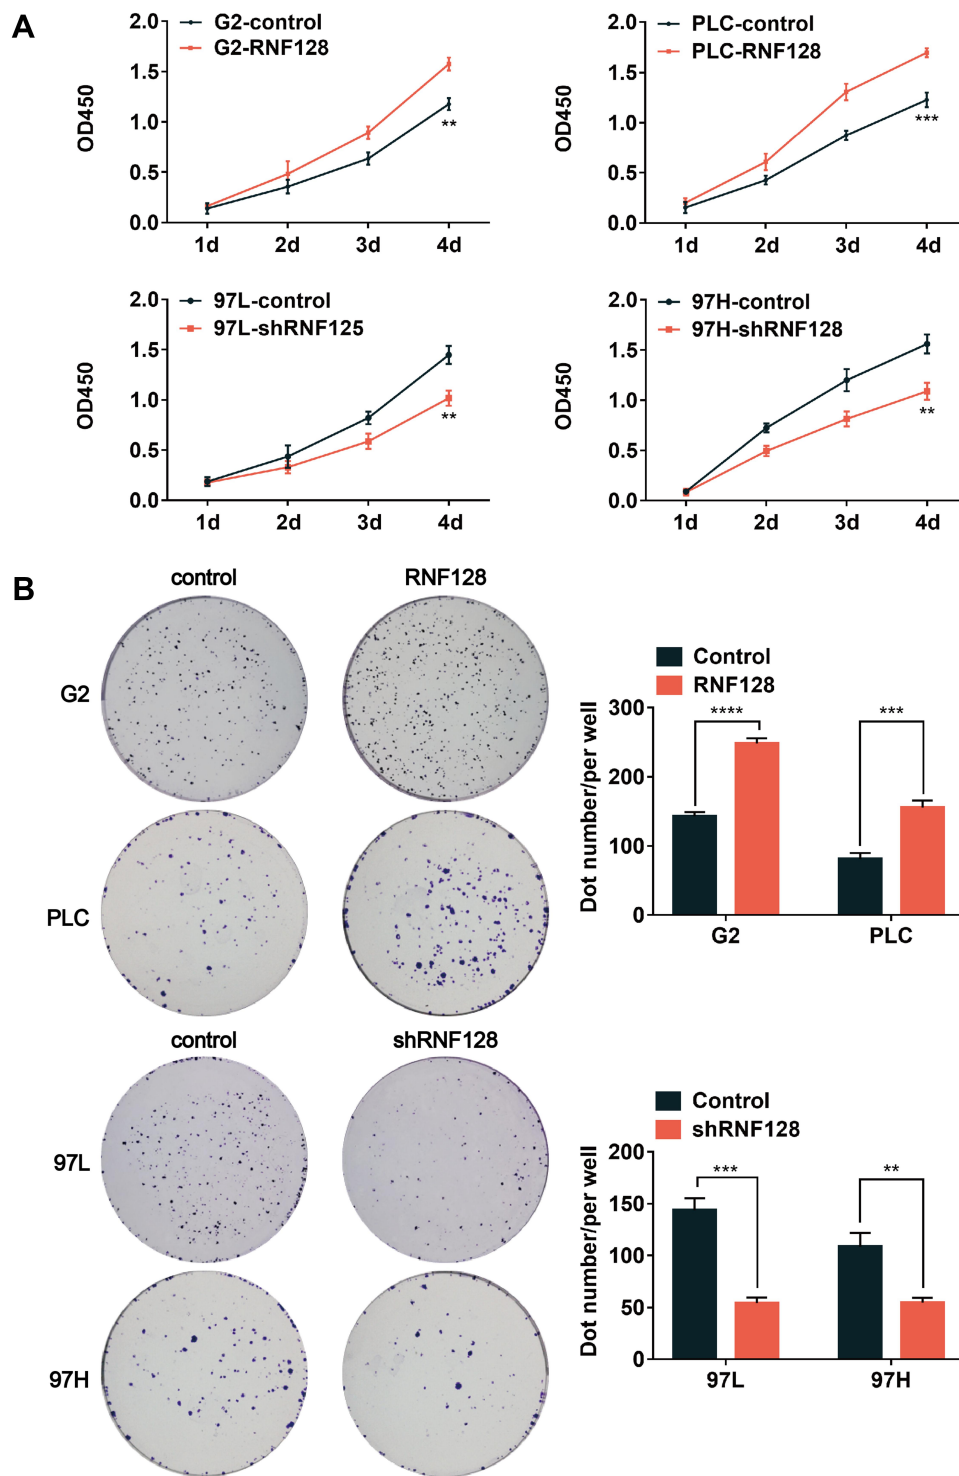 A
G2-control
G2-RNF128
OD450
2.0
1.5
1.0
0.5
0.0
**
1d 2d 3d 4d
PLC-control
PLC-RNF128
OD450
2.0
1.5
1.0
0.5
0.0
***
1d 2d 3d 4d
97L-control
97L-shRNF125
OD450
2.0
1.5
1.0
0.5
0.0
**
1d 2d 3d 4d
97H-control
97H-shRNF128
OD450
2.0
1.5
1.0
0.5
0.0
**
1d 2d 3d 4d
B
control RNF128
G2
PLC
control shRNF128
97L
97H
Control
RNF128
Dot number/per well
300
200
100
0
**** ***
G2 PLC
Control
shRNF128
Dot number/per well
200
150
100
50
0
*** **
97L 97H